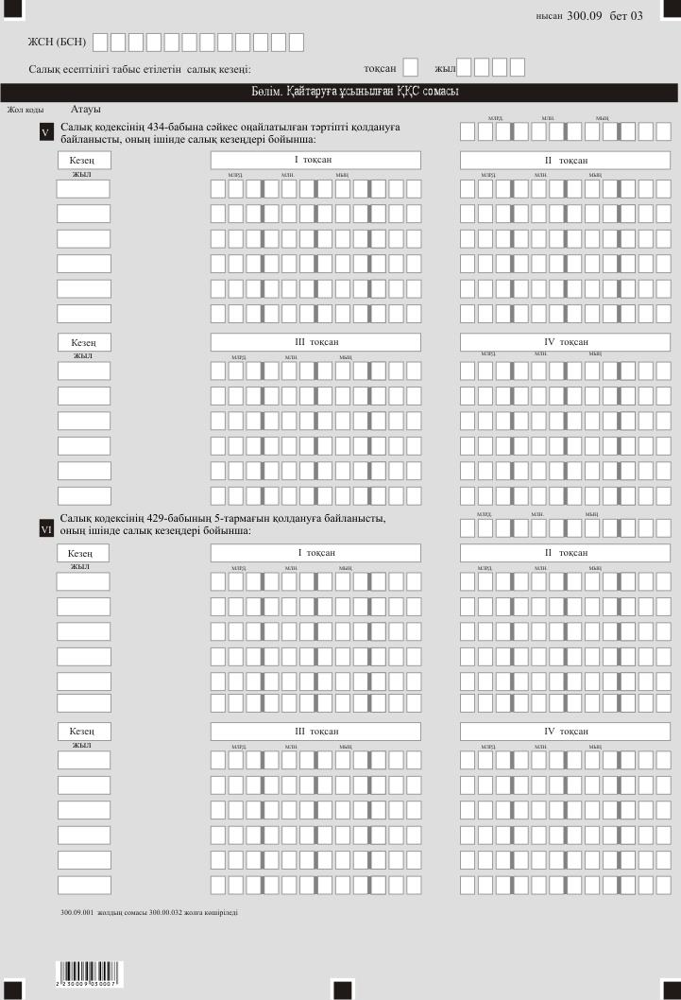 нысан 300.09 бет 03
ЖСН (БСН)
Салық есептілігі табыс етілетін салық кезеңі: тоқсан жыл
Бөлім. Қайтаруға ұсынылған ҚҚС сомасы
Жол коды Атауы
V Салық кодексінің 434-бабына сәйкес оңайлатылған тәртіпті қолдануға
байланысты, оның ішінде салық кезеңдері бойынша:
МЛРД. МЛН. МЫҢ
Кезең I тоқсан II тоқсан
жыл МЛРД. МЛН. МЫҢ МЛРД. МЛН. МЫҢ
Кезең III тоқсан IV тоқсан
жыл МЛРД. МЛН. МЫҢ МЛРД. МЛН. МЫҢ
VI Салық кодексінің 429-бабының 5-тармағын қолдануға байланысты,
оның ішінде салық кезеңдері бойынша:
МЛРД. МЛН. МЫҢ
Кезең I тоқсан II тоқсан
жыл МЛРД. МЛН. МЫҢ МЛРД. МЛН. МЫҢ
Кезең III тоқсан IV тоқсан
жыл МЛРД. МЛН. МЫҢ МЛРД. МЛН. МЫҢ
300.09.001 жолдың сомасы 300.00.032 жолға көшіріледі
2 230009 030007